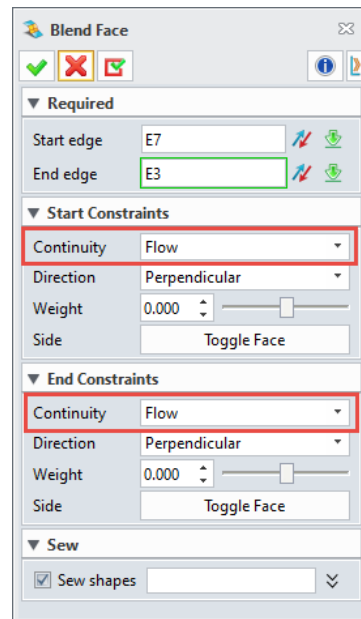 Blend Face
Required
Start edge E7
End edge E3
Start Constraints
Continuity Flow
Direction Perpendicular
Weight 0.000
Side Toggle Face
End Constraints
Continuity Flow
Direction Perpendicular
Weight 0.000
Side Toggle Face
Sew
Sew shapes